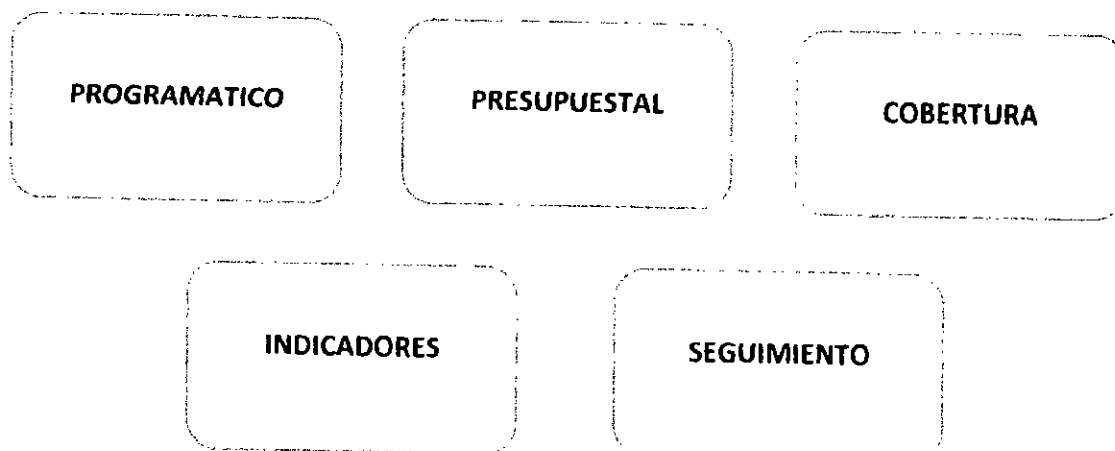 PROGRAMATICO
PRESUPUESTAL
COBERTURA
INDICADORES
SEGUIMIENTO